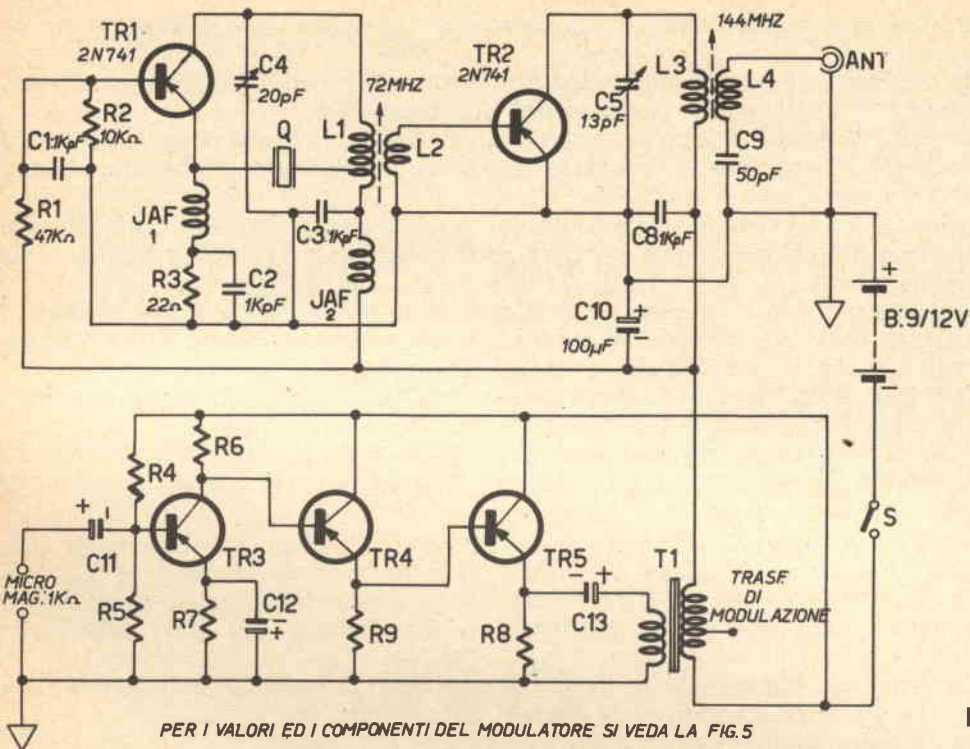 TR1
2N741
C4
20pF
R2
10KΩ
C1 1KpF
R1
47KΩ
JAF
1
R3
22Ω
C2
1KpF
Q
L1
72MHZ
L2
C3 1KpF
JAF
2
TR2
2N741
C5
13pF
L3
144MHZ
L4
ANT
C9
50pF
C8 1KpF
C10
100µF
+
-
+
B.9/12V
-
S
R4
R6
+
C11
TR3
TR4
TR5
MICRO
MAG. 1KΩ
R5
R7
C12
-
+
R9
R8
- +
C13
T1
TRASF.
DI
MODULAZIONE
PER I VALORI ED I COMPONENTI DEL MODULATORE SI VEDA LA FIG.5